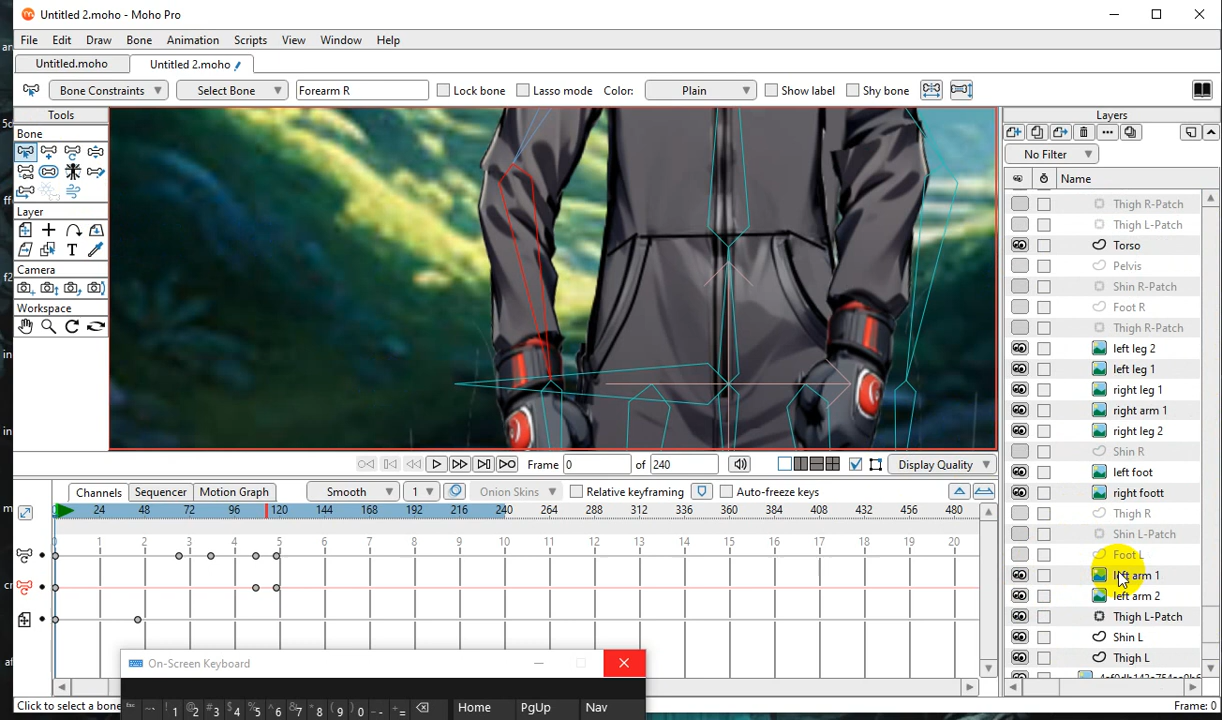 Untitled 2.moho - Moho Pro
File Edit Draw Bone Animation Scripts View Window Help
Untitled.moho Untitled 2.moho
Bone Constraints Select Bone Forearm R Lock bone Lasso mode Color: Plain Show label Shy bone
Tools
Bone
Layer
T
Camera
Workspace
Layers
No Filter
Name
Thigh R-Patch
Thigh L-Patch
Torso
Pelvis
Shin R-Patch
Foot R
Thigh R-Patch
left leg 2
left leg 1
right leg 1
right arm 1
right leg 2
Shin R
left foot
right foott
Thigh R
Shin L-Patch
Foot L
left arm 1
left arm 2
Thigh L-Patch
Shin L
Thigh L
Frame 0 of 240 Display Quality
Channels Sequencer Motion Graph Smooth 1 Onion Skins Relative keyframing Auto-freeze keys
24 48 72 96 120 144 168 192 216 240 264 288 312 336 360 384 408 432 456 480
1 2 3 4 5 6 7 8 9 10 11 12 13 14 15 16 17 18 19 20
On-Screen Keyboard
Home PgUp Nav
Click to select a bone
Frame: 0